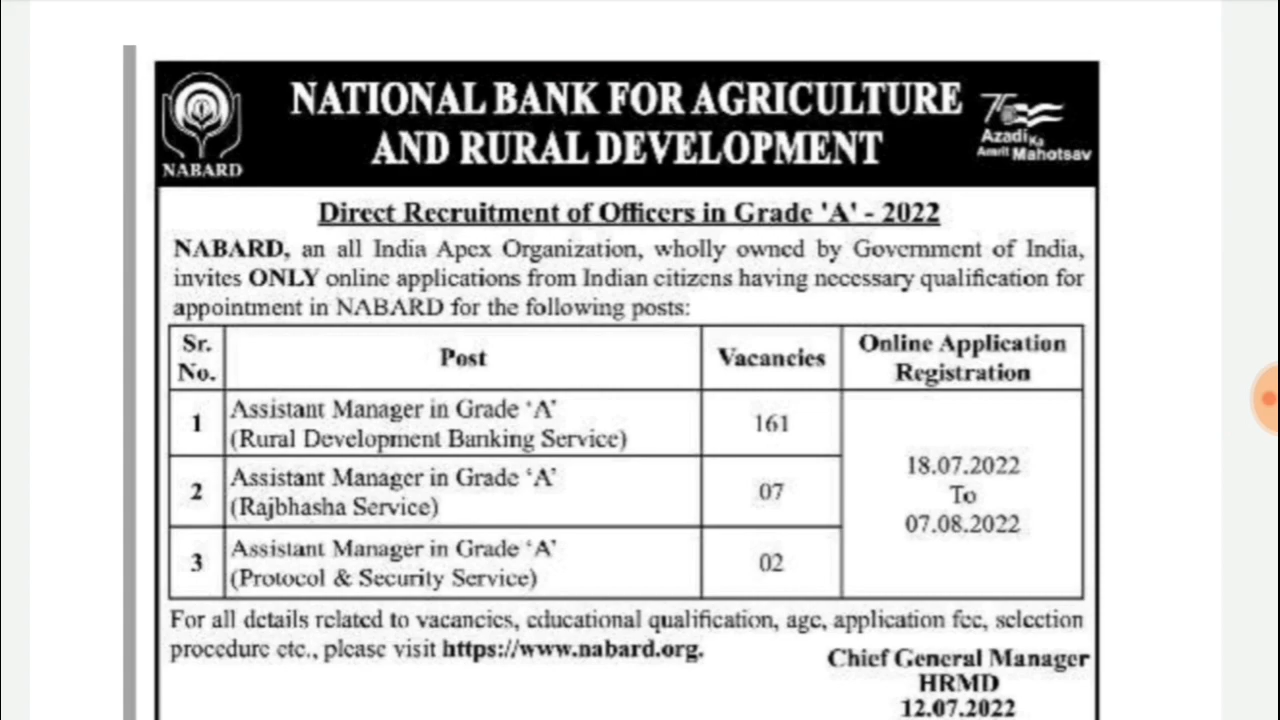 NATIONAL BANK FOR AGRICULTURE
AND RURAL DEVELOPMENT
NABARD
75
Azadi Ka
Amrit Mahotsav
Direct Recruitment of Officers in Grade 'A' - 2022
NABARD, an all India Apex Organization, wholly owned by Government of India,
invites ONLY online applications from Indian citizens having necessary qualification for
appointment in NABARD for the following posts:
Sr. No. Post Vacancies Online Application Registration
1 Assistant Manager in Grade ‘A’
(Rural Development Banking Service) 161
2 Assistant Manager in Grade ‘A’
(Rajbhasha Service) 07
3 Assistant Manager in Grade ‘A’
(Protocol & Security Service) 02
18.07.2022
To
07.08.2022
For all details related to vacancies, educational qualification, age, application fee, selection
procedure etc., please visit https://www.nabard.org.
Chief General Manager
HRMD
12.07.2022